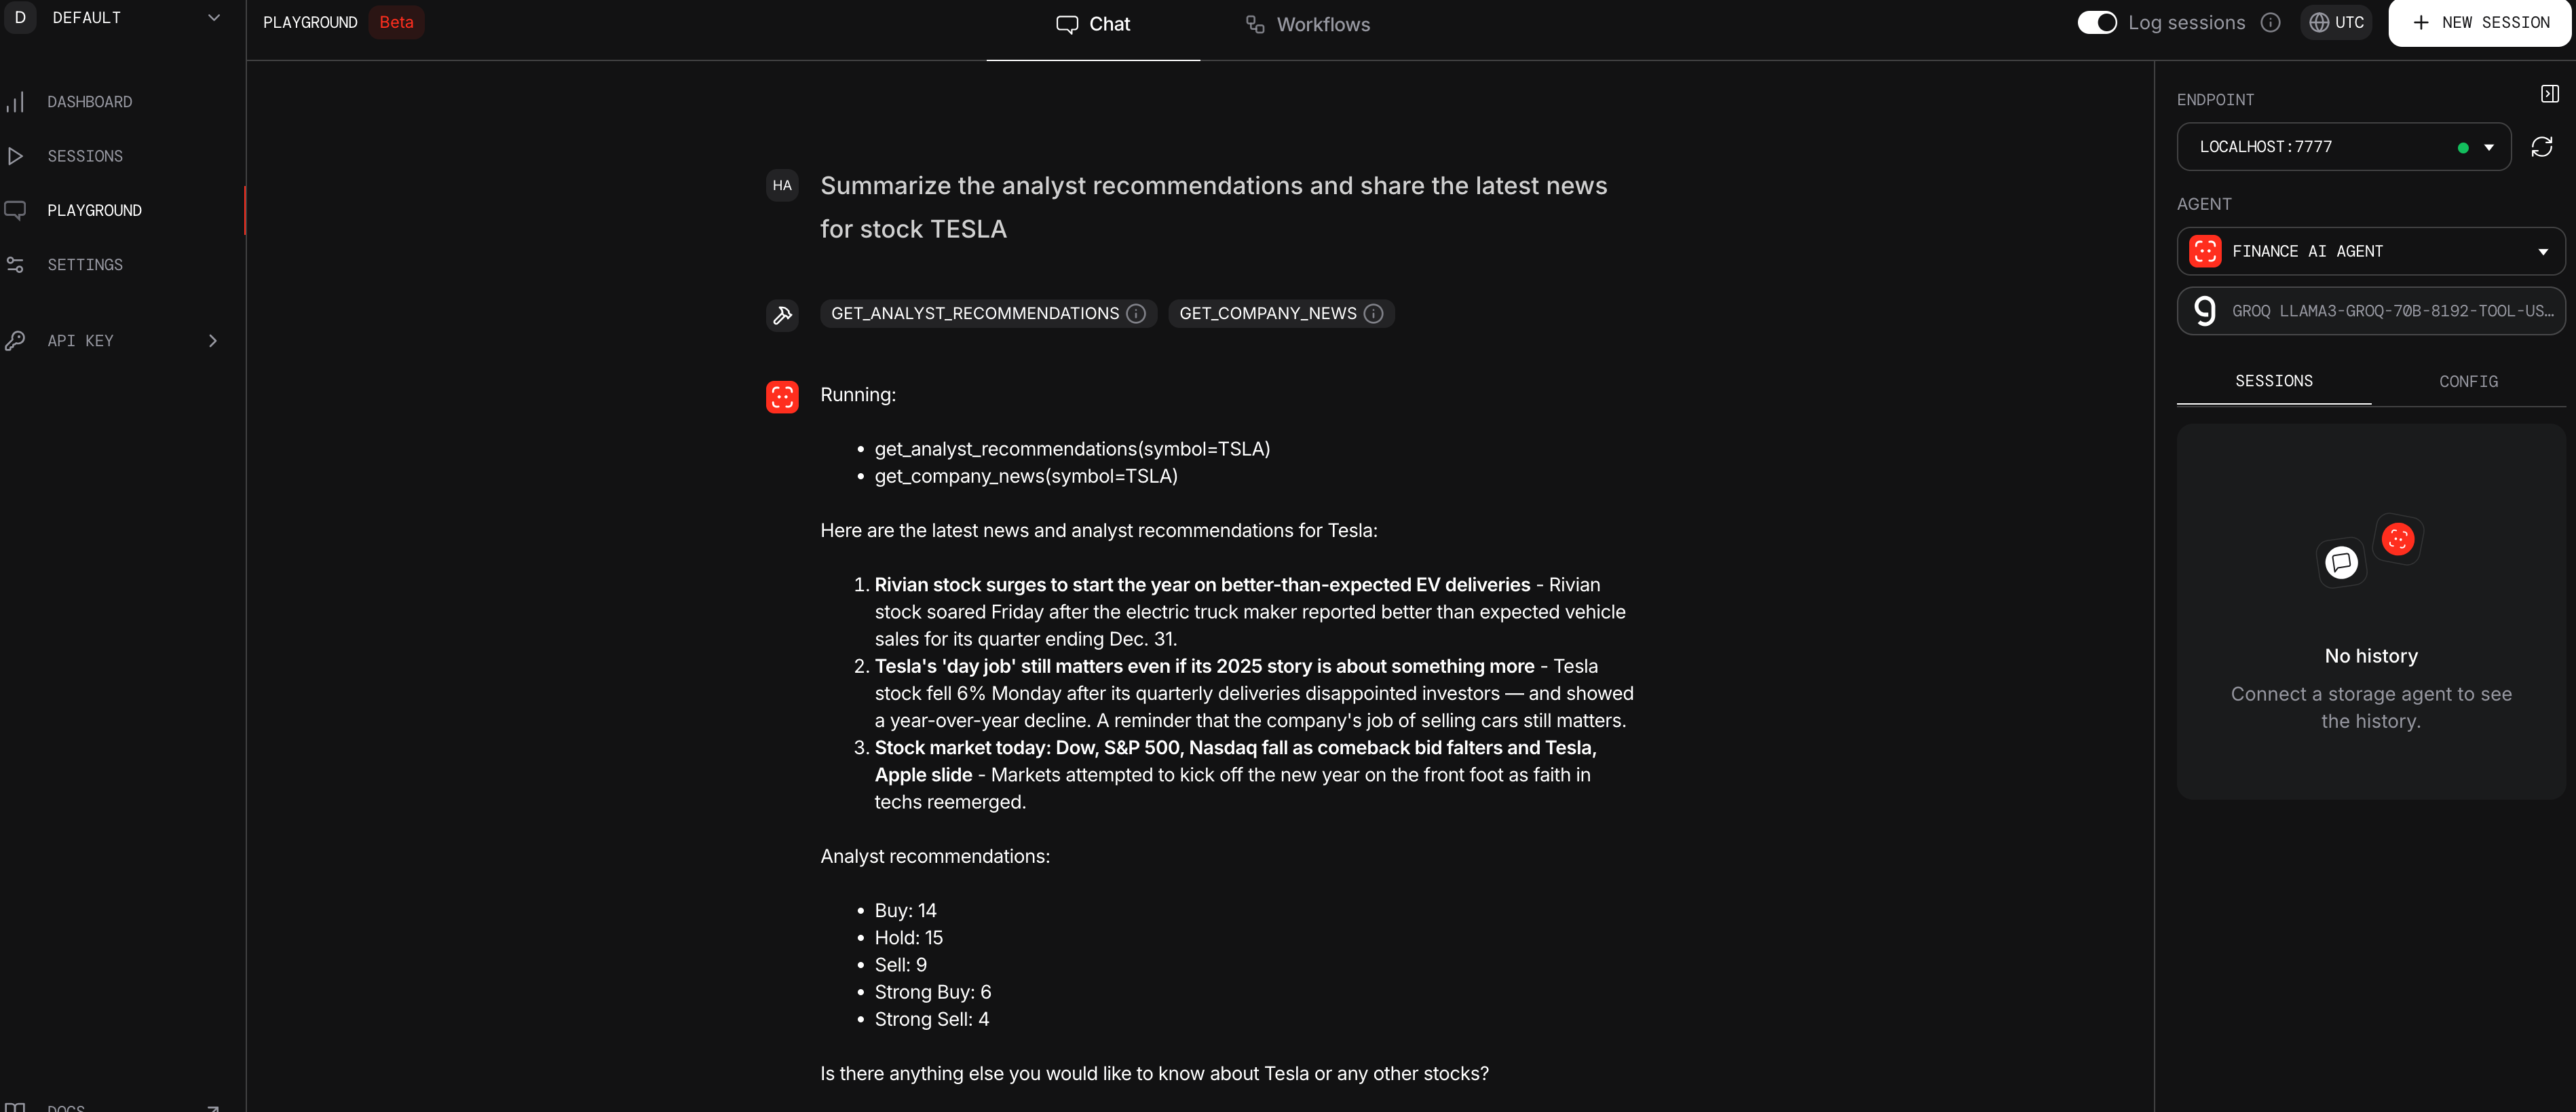 D DEFAULT
DASHBOARD
SESSIONS
PLAYGROUND
SETTINGS
API KEY
DOCS
PLAYGROUND Beta
Chat
Workflows
Log sessions
UTC
+ NEW SESSION
HA Summarize the analyst recommendations and share the latest news
for stock TESLA
GET_ANALYST_RECOMMENDATIONS GET_COMPANY_NEWS
Running:
• get_analyst_recommendations(symbol=TSLA)
• get_company_news(symbol=TSLA)
Here are the latest news and analyst recommendations for Tesla:
1. Rivian stock surges to start the year on better-than-expected EV deliveries - Rivian
stock soared Friday after the electric truck maker reported better than expected vehicle
sales for its quarter ending Dec. 31.
2. Tesla's 'day job' still matters even if its 2025 story is about something more - Tesla
stock fell 6% Monday after its quarterly deliveries disappointed investors — and showed
a year-over-year decline. A reminder that the company's job of selling cars still matters.
3. Stock market today: Dow, S&P 500, Nasdaq fall as comeback bid falters and Tesla,
Apple slide - Markets attempted to kick off the new year on the front foot as faith in
techs reemerged.
Analyst recommendations:
• Buy: 14
• Hold: 15
• Sell: 9
• Strong Buy: 6
• Strong Sell: 4
Is there anything else you would like to know about Tesla or any other stocks?
ENDPOINT
LOCALHOST:7777
AGENT
FINANCE AI AGENT
GROQ LLAMA3-GROQ-70B-8192-TOOL-US...
SESSIONS
CONFIG
No history
Connect a storage agent to see
the history.